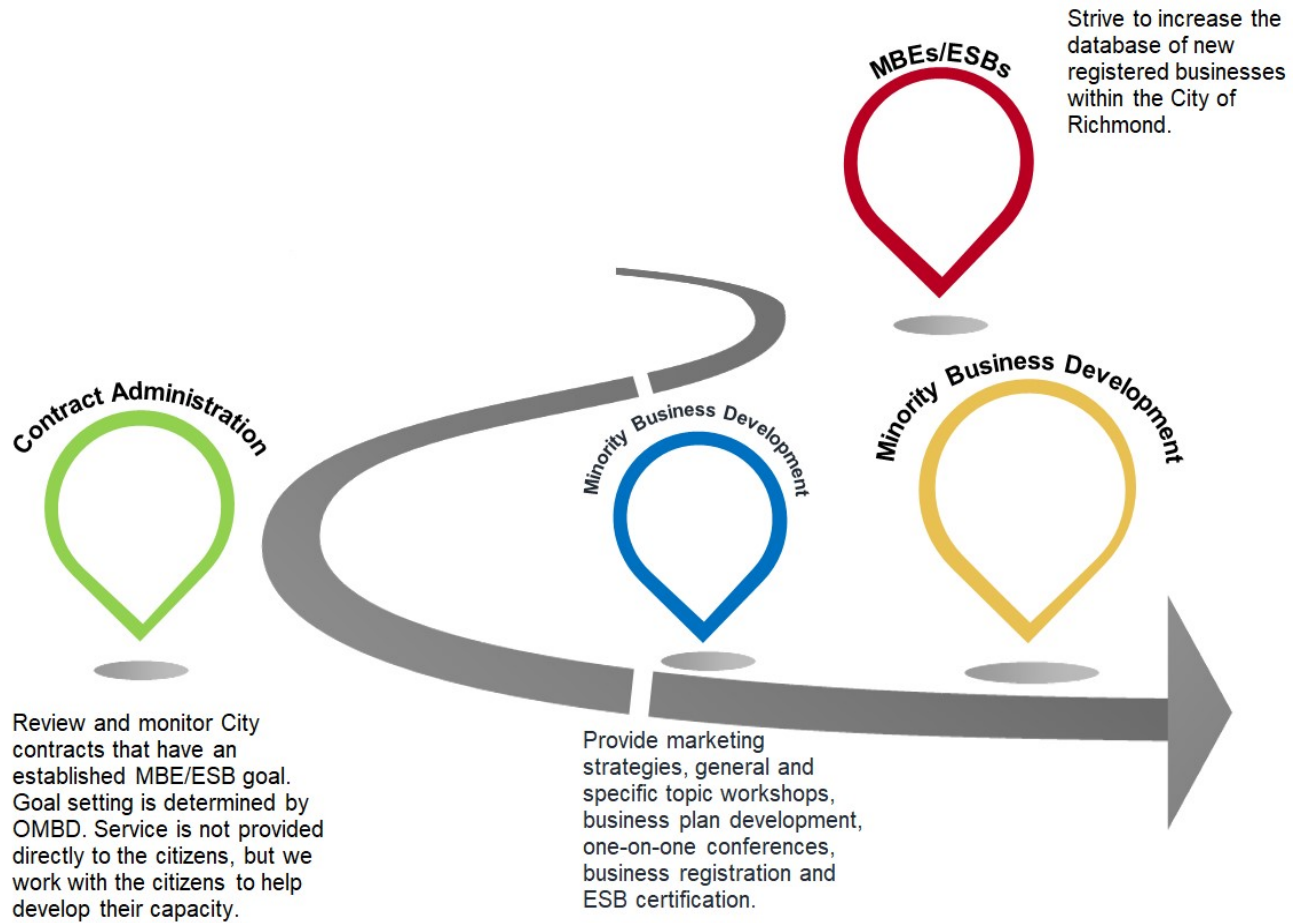 MBEs/ESBs
Strive to increase the
database of new
registered businesses
within the City of
Richmond.
Contract Administration
Review and monitor City
contracts that have an
established MBE/ESB goal.
Goal setting is determined by
OMBD. Service is not provided
directly to the citizens, but we
work with the citizens to help
develop their capacity.
Minority Business Development
Provide marketing
strategies, general and
specific topic workshops,
business plan development,
one-on-one conferences,
business registration and
ESB certification.
Minority Business Development